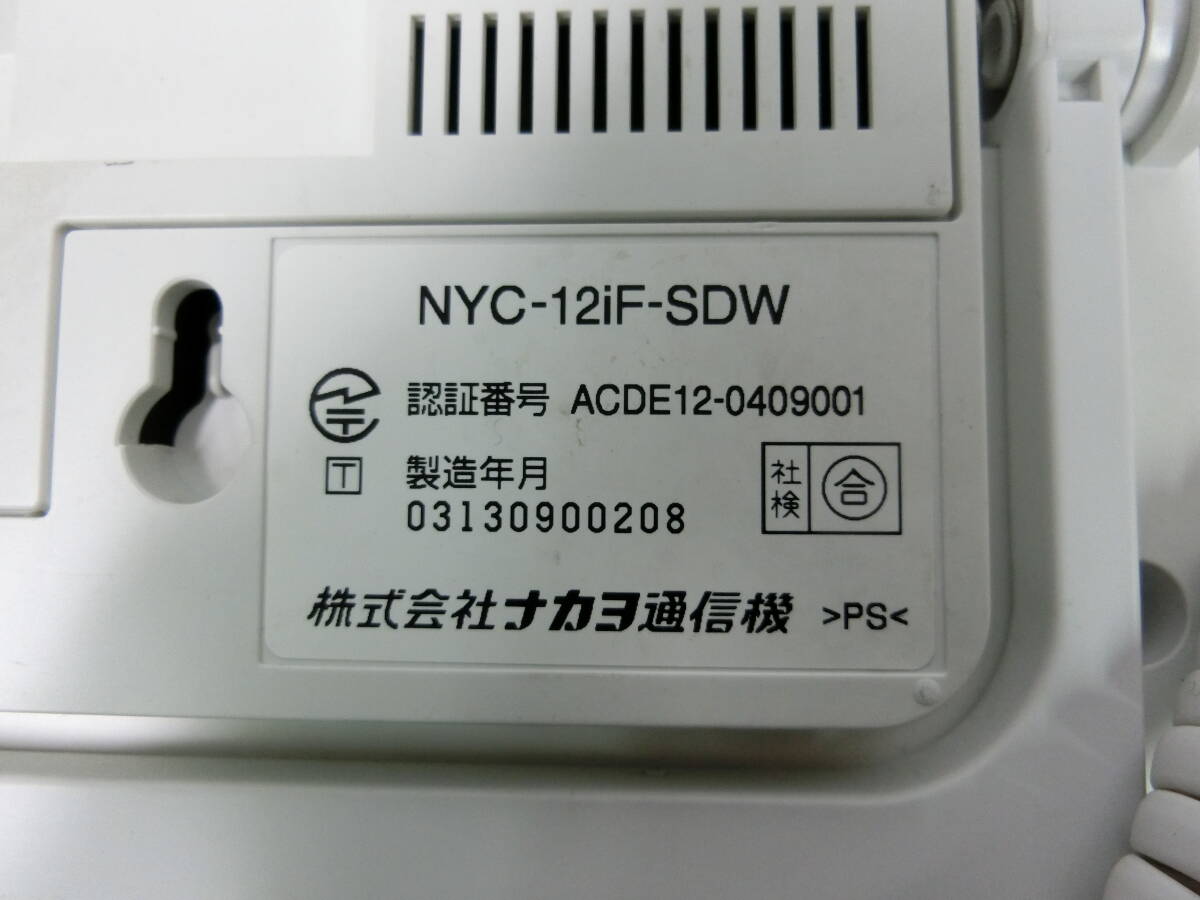 NYC-12iF-SDW
認証番号 ACDE12-0409001
T 製造年月
03130900208
社検 合
株式会社ナカヨ通信機 >PS<